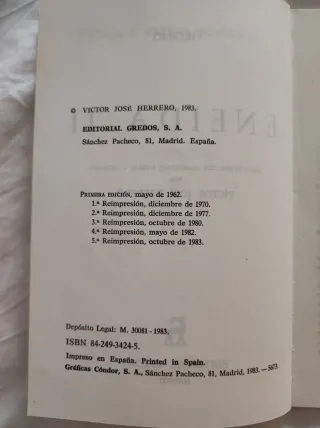 © VICTOR JOSE HERRERO, 1983.
EDITORIAL GREDOS, S. A.
Sánchez Pacheco, 81, Madrid. España.
PRIMERA EDICIÓN, mayo de 1962.
1.ª Reimpresión, diciembre de 1970.
2.ª Reimpresión, diciembre de 1977.
3.ª Reimpresión, octubre de 1980.
4.ª Reimpresión, mayo de 1982.
5.ª Reimpresión, octubre de 1983.
Depósito Legal: M. 30081-1983.
ISBN 84-249-3424-5.
Impreso en España. Printed in Spain.
Gráficas Cóndor, S. A., Sánchez Pacheco, 81, Madrid, 1983. — 5673.